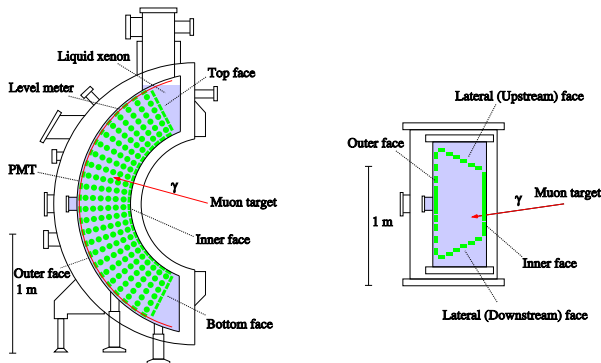 Liquid xenon
Top face
Level meter
PMT
γ
Muon target
Inner face
Outer face
1 m
Bottom face
Lateral (Upstream) face
Outer face
1 m
γ
Muon target
Inner face
Lateral (Downstream) face